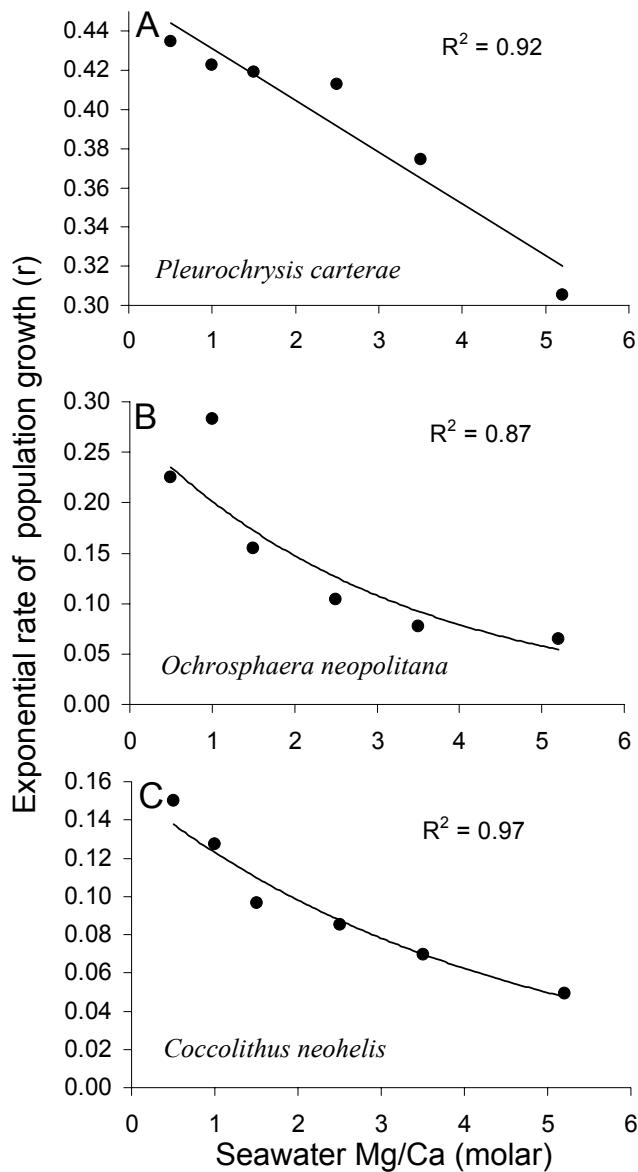 Exponential rate of population growth (r)
A
R² = 0.92
0.44
0.42
0.40
0.38
0.36
0.34
0.32
0.30
Pleurochrysis carterae
0 1 2 3 4 5 6
B
R² = 0.87
0.30
0.25
0.20
0.15
0.10
0.05
0.00
Ochrosphaera neopolitana
0 1 2 3 4 5 6
C
R² = 0.97
0.16
0.14
0.12
0.10
0.08
0.06
0.04
0.02
0.00
Coccolithus neohelis
0 1 2 3 4 5 6
Seawater Mg/Ca (molar)